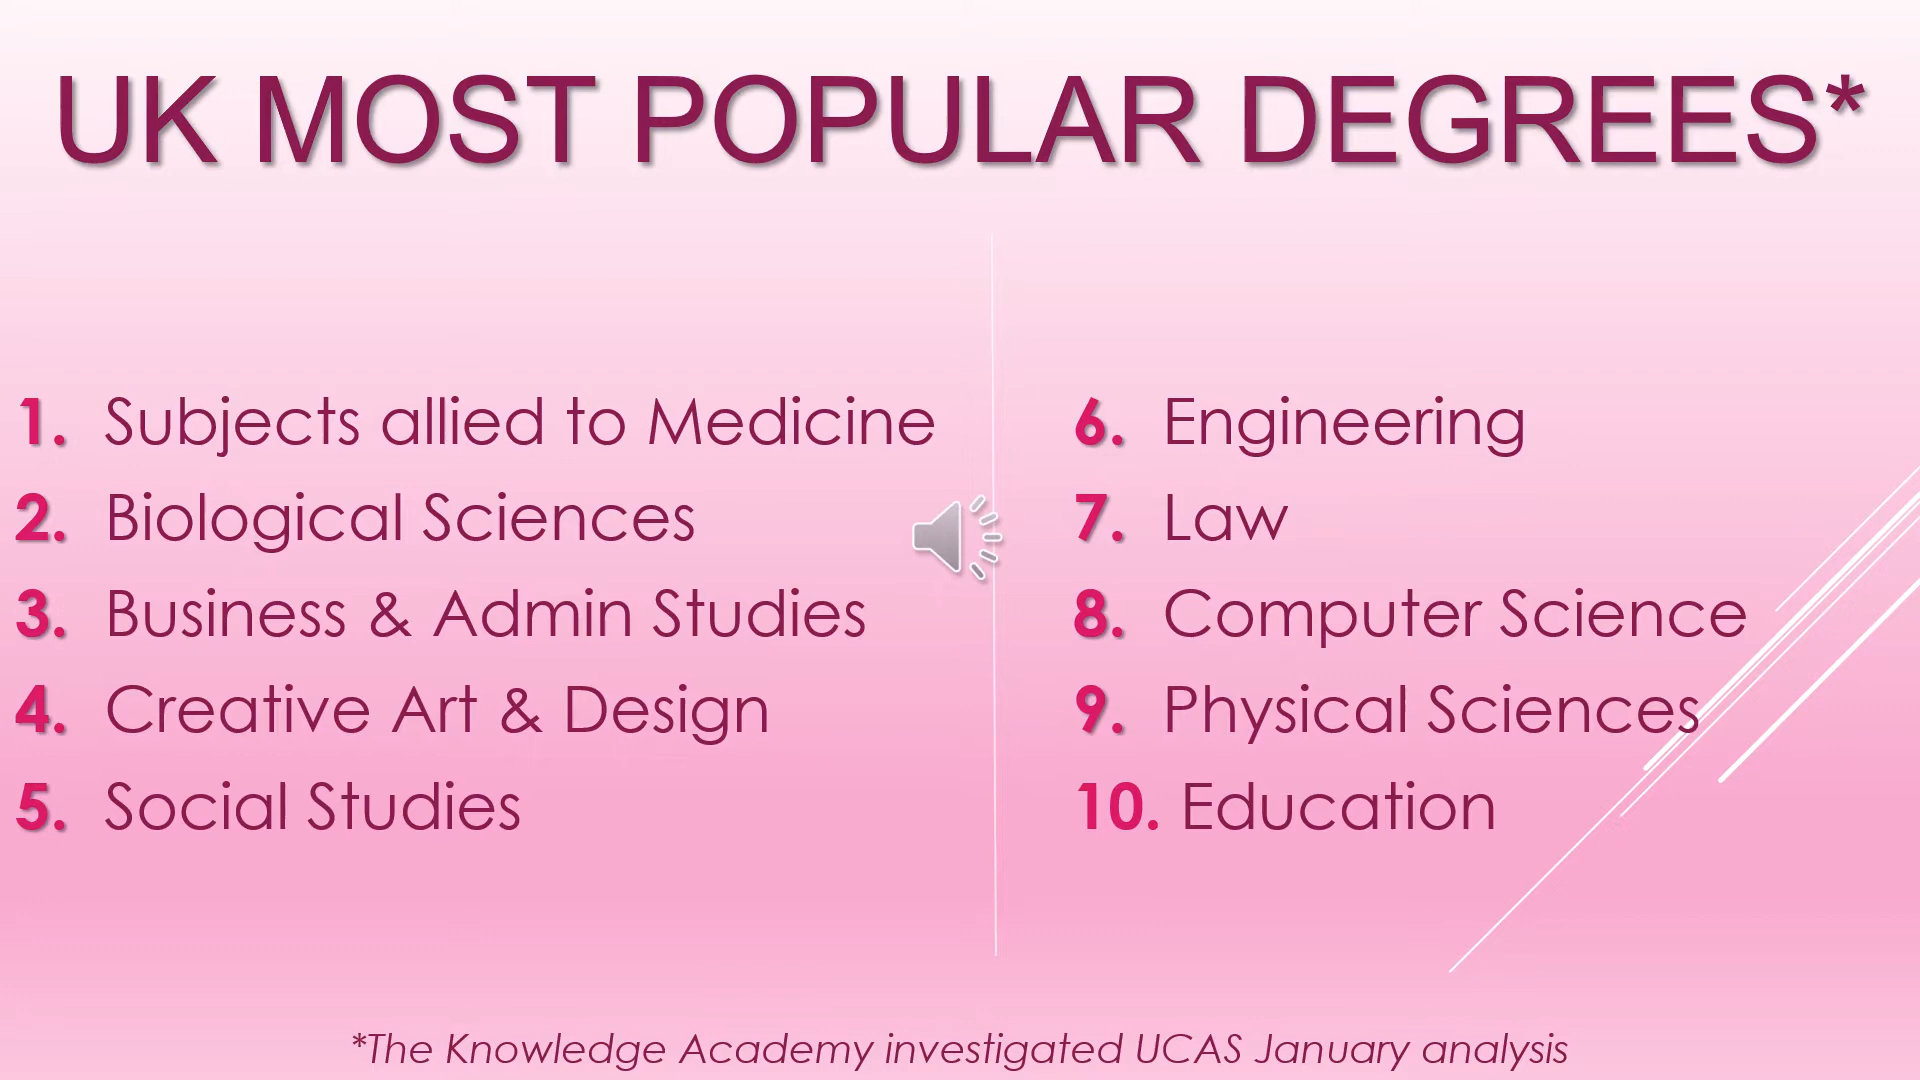 UK MOST POPULAR DEGREES*
1. Subjects allied to Medicine
2. Biological Sciences
3. Business & Admin Studies
4. Creative Art & Design
5. Social Studies
6. Engineering
7. Law
8. Computer Science
9. Physical Sciences
10. Education
*The Knowledge Academy investigated UCAS January analysis